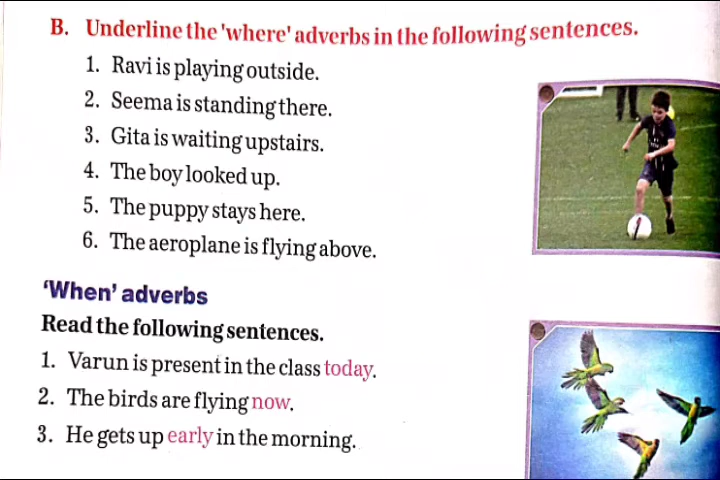 B. Underline the 'where' adverbs in the following sentences.
1. Ravi is playing outside.
2. Seema is standing there.
3. Gita is waiting upstairs.
4. The boy looked up.
5. The puppy stays here.
6. The aeroplane is flying above.
'When' adverbs
Read the following sentences.
1. Varun is present in the class today.
2. The birds are flying now.
3. He gets up early in the morning.